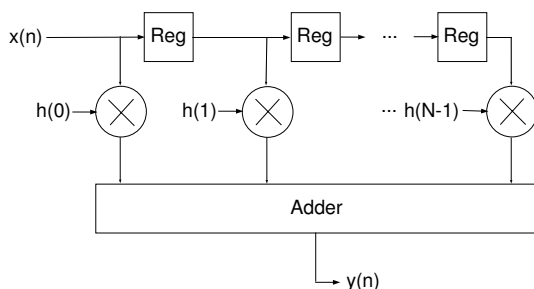 x(n) Reg Reg ... Reg
h(0) h(1) ... h(N-1)
Adder
y(n)